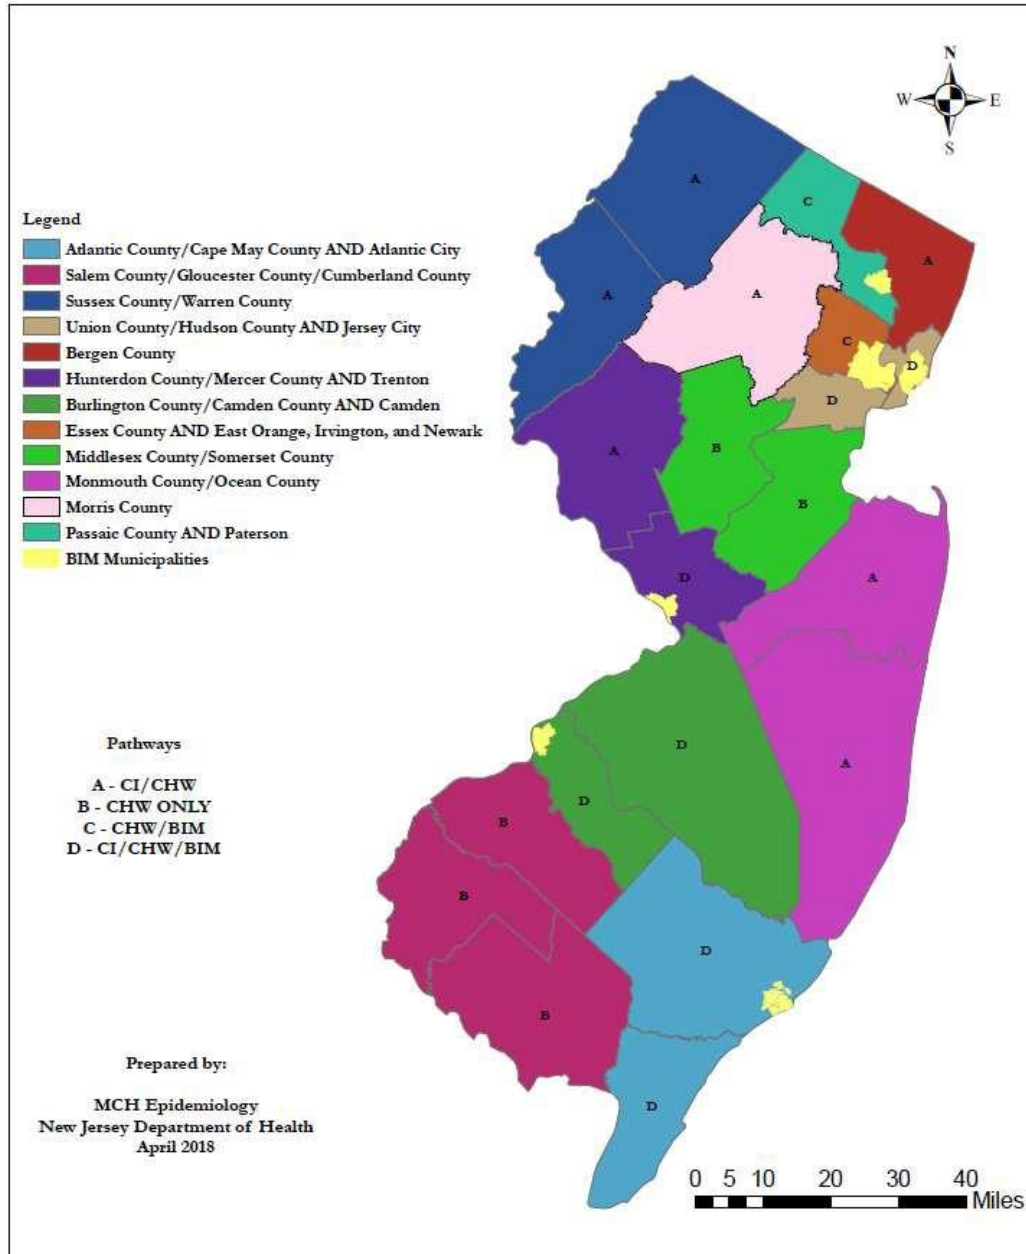 N
W E
S
Legend
Atlantic County/Cape May County AND Atlantic City
Salem County/Gloucester County/Cumberland County
Sussex County/Warren County
Union County/Hudson County AND Jersey City
Bergen County
Hunterdon County/Mercer County AND Trenton
Burlington County/Camden County AND Camden
Essex County AND East Orange, Irvington, and Newark
Middlesex County/Somerset County
Monmouth County/Ocean County
Morris County
Passaic County AND Paterson
BIM Municipalities
A
C
A
A
A
C
D
D
A
B
B
A
D
A
D
D
B
B
D
B
D
Pathways
A - CI/CHW
B - CHW ONLY
C - CHW/BIM
D - CI/CHW/BIM
Prepared by:
MCH Epidemiology
New Jersey Department of Health
April 2018
0 5 10 20 30 40
Miles